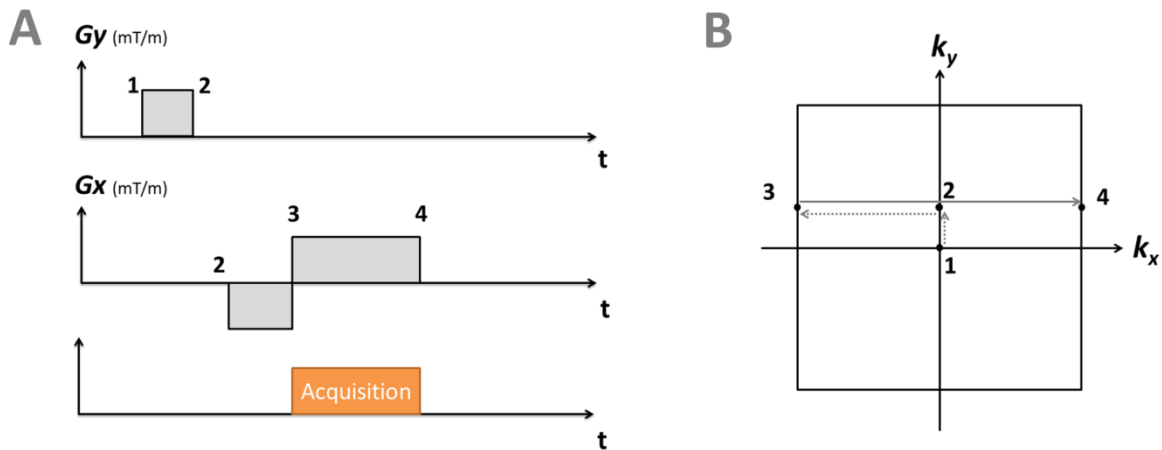 A
Gy (mT/m)
1 2
t
Gx (mT/m)
3 4
2
t
Acquisition
t
B
ky
3 2 4
1
kx